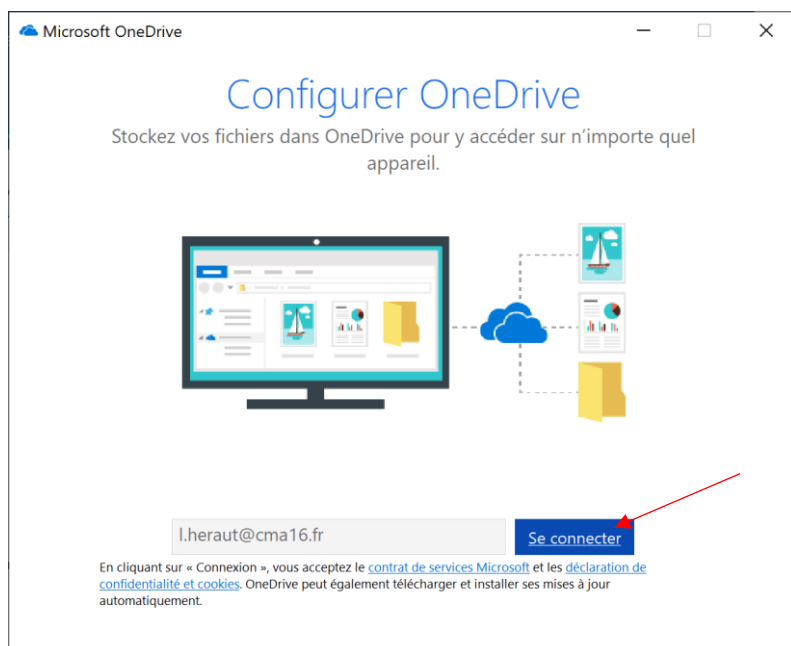 Microsoft OneDrive
Configurer OneDrive
Stockez vos fichiers dans OneDrive pour y accéder sur n’importe quel
appareil.
l.heraut@cma16.fr
Se connecter
En cliquant sur « Connexion », vous acceptez le contrat de services Microsoft et les déclaration de
confidentialité et cookies. OneDrive peut également télécharger et installer ses mises à jour
automatiquement.